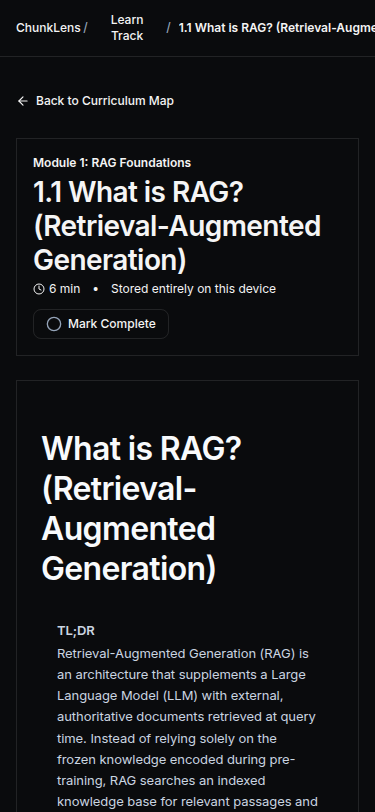 ChunkLens / Learn Track / 1.1 What is RAG? (Retrieval-Augme
Back to Curriculum Map
Module 1: RAG Foundations
1.1 What is RAG?
(Retrieval-Augmented
Generation)
6 min • Stored entirely on this device
Mark Complete
What is RAG?
(Retrieval-
Augmented
Generation)
TL;DR
Retrieval-Augmented Generation (RAG) is
an architecture that supplements a Large
Language Model (LLM) with external,
authoritative documents retrieved at query
time. Instead of relying solely on the
frozen knowledge encoded during pre-
training, RAG searches an indexed
knowledge base for relevant passages and